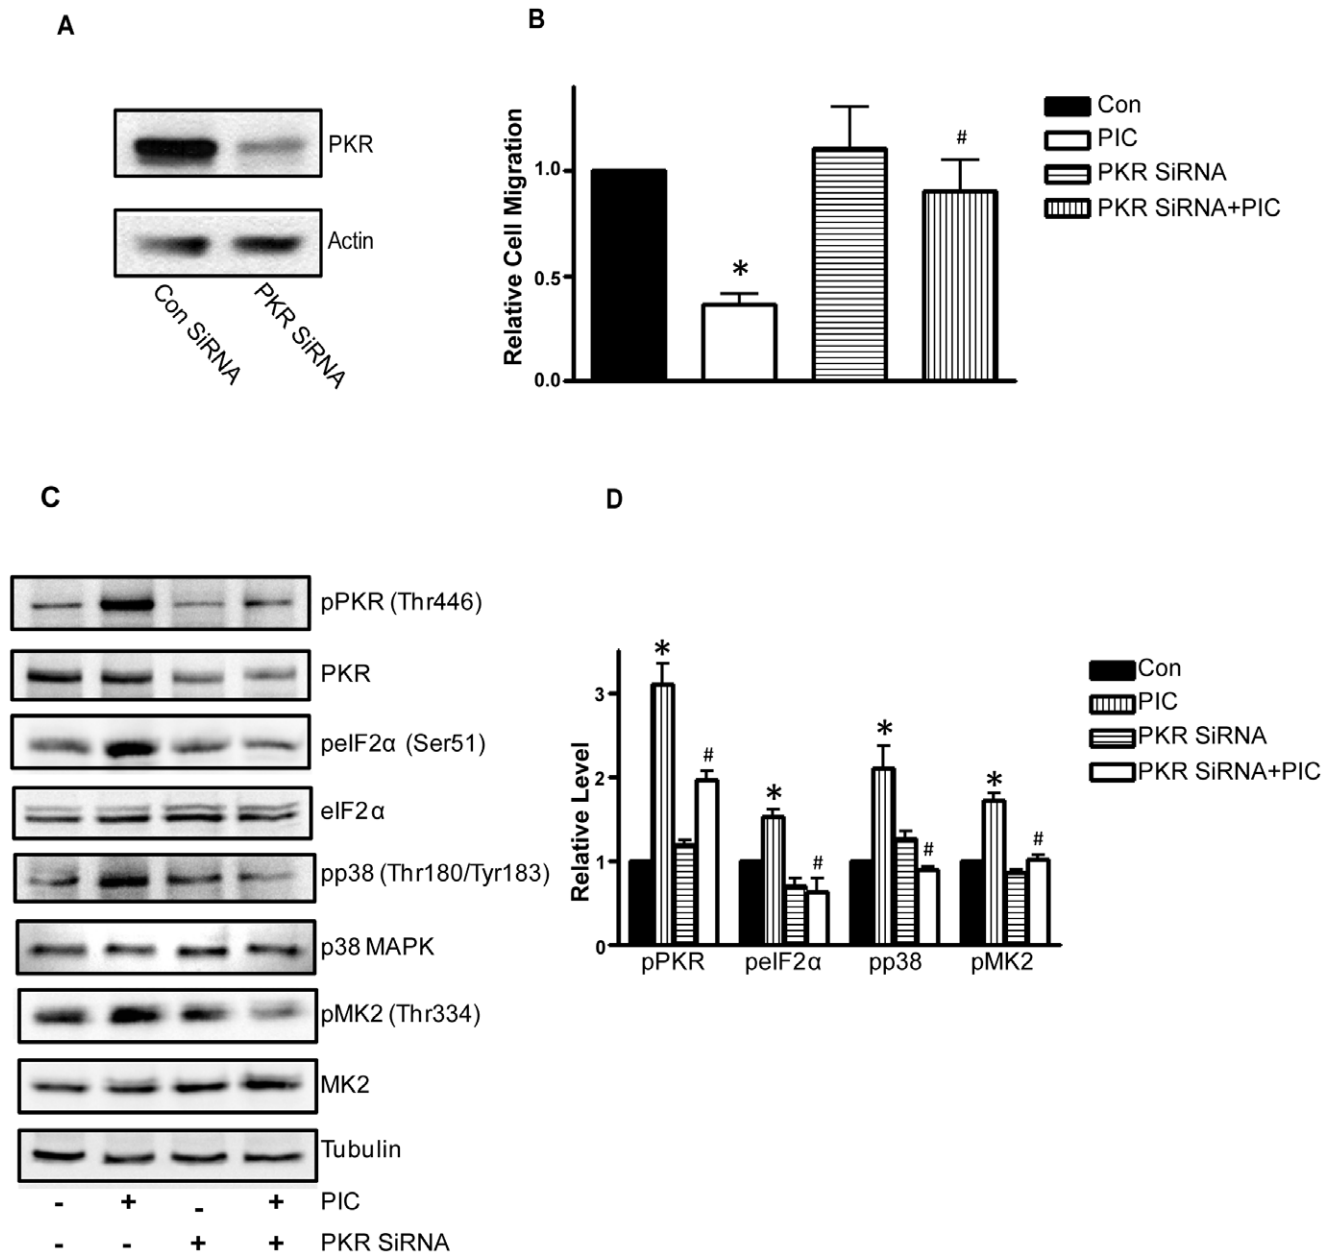 A
PKR
Actin
Con SiRNA
PKR SiRNA
B
Relative Cell Migration
1.0
0.5
0.0
*
#
Con
PIC
PKR SiRNA
PKR SiRNA+PIC
C
pPKR (Thr446)
PKR
peIF2α (Ser51)
eIF2α
pp38 (Thr180/Tyr183)
p38 MAPK
pMK2 (Thr334)
MK2
Tubulin
- + - + PIC
- - + + PKR SiRNA
D
Relative Level
3
2
1
0
*
#
*
#
*
#
*
#
pPKR peIF2α pp38 pMK2
Con
PIC
PKR SiRNA
PKR SiRNA+PIC